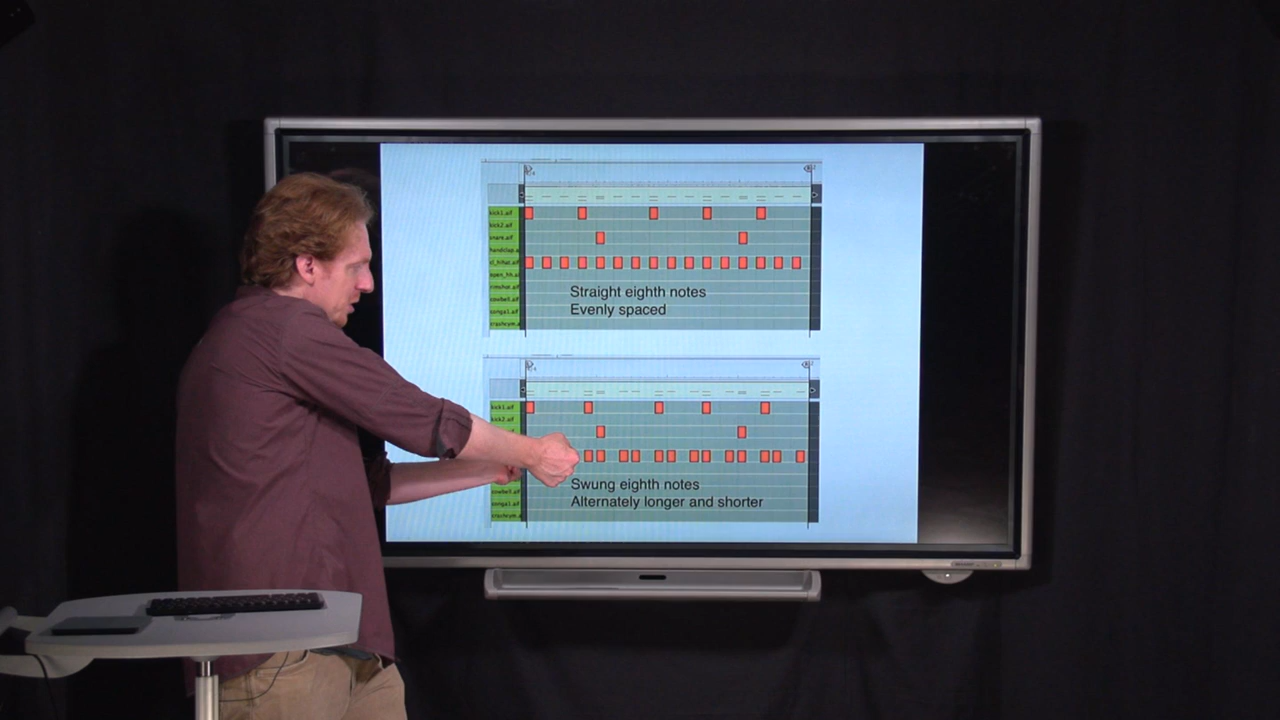 kick1.aif
kick2.aif
snare.aif
handclap.a
cl_hihat.aif
open_hh.ai
rimshot.aif
cowbell.aif
conga1.aif
crashcym.a
Straight eighth notes
Evenly spaced
kick1.aif
kick2.aif
cowbell.aif
conga1.aif
crashcym.a
Swung eighth notes
Alternately longer and shorter
SHARP